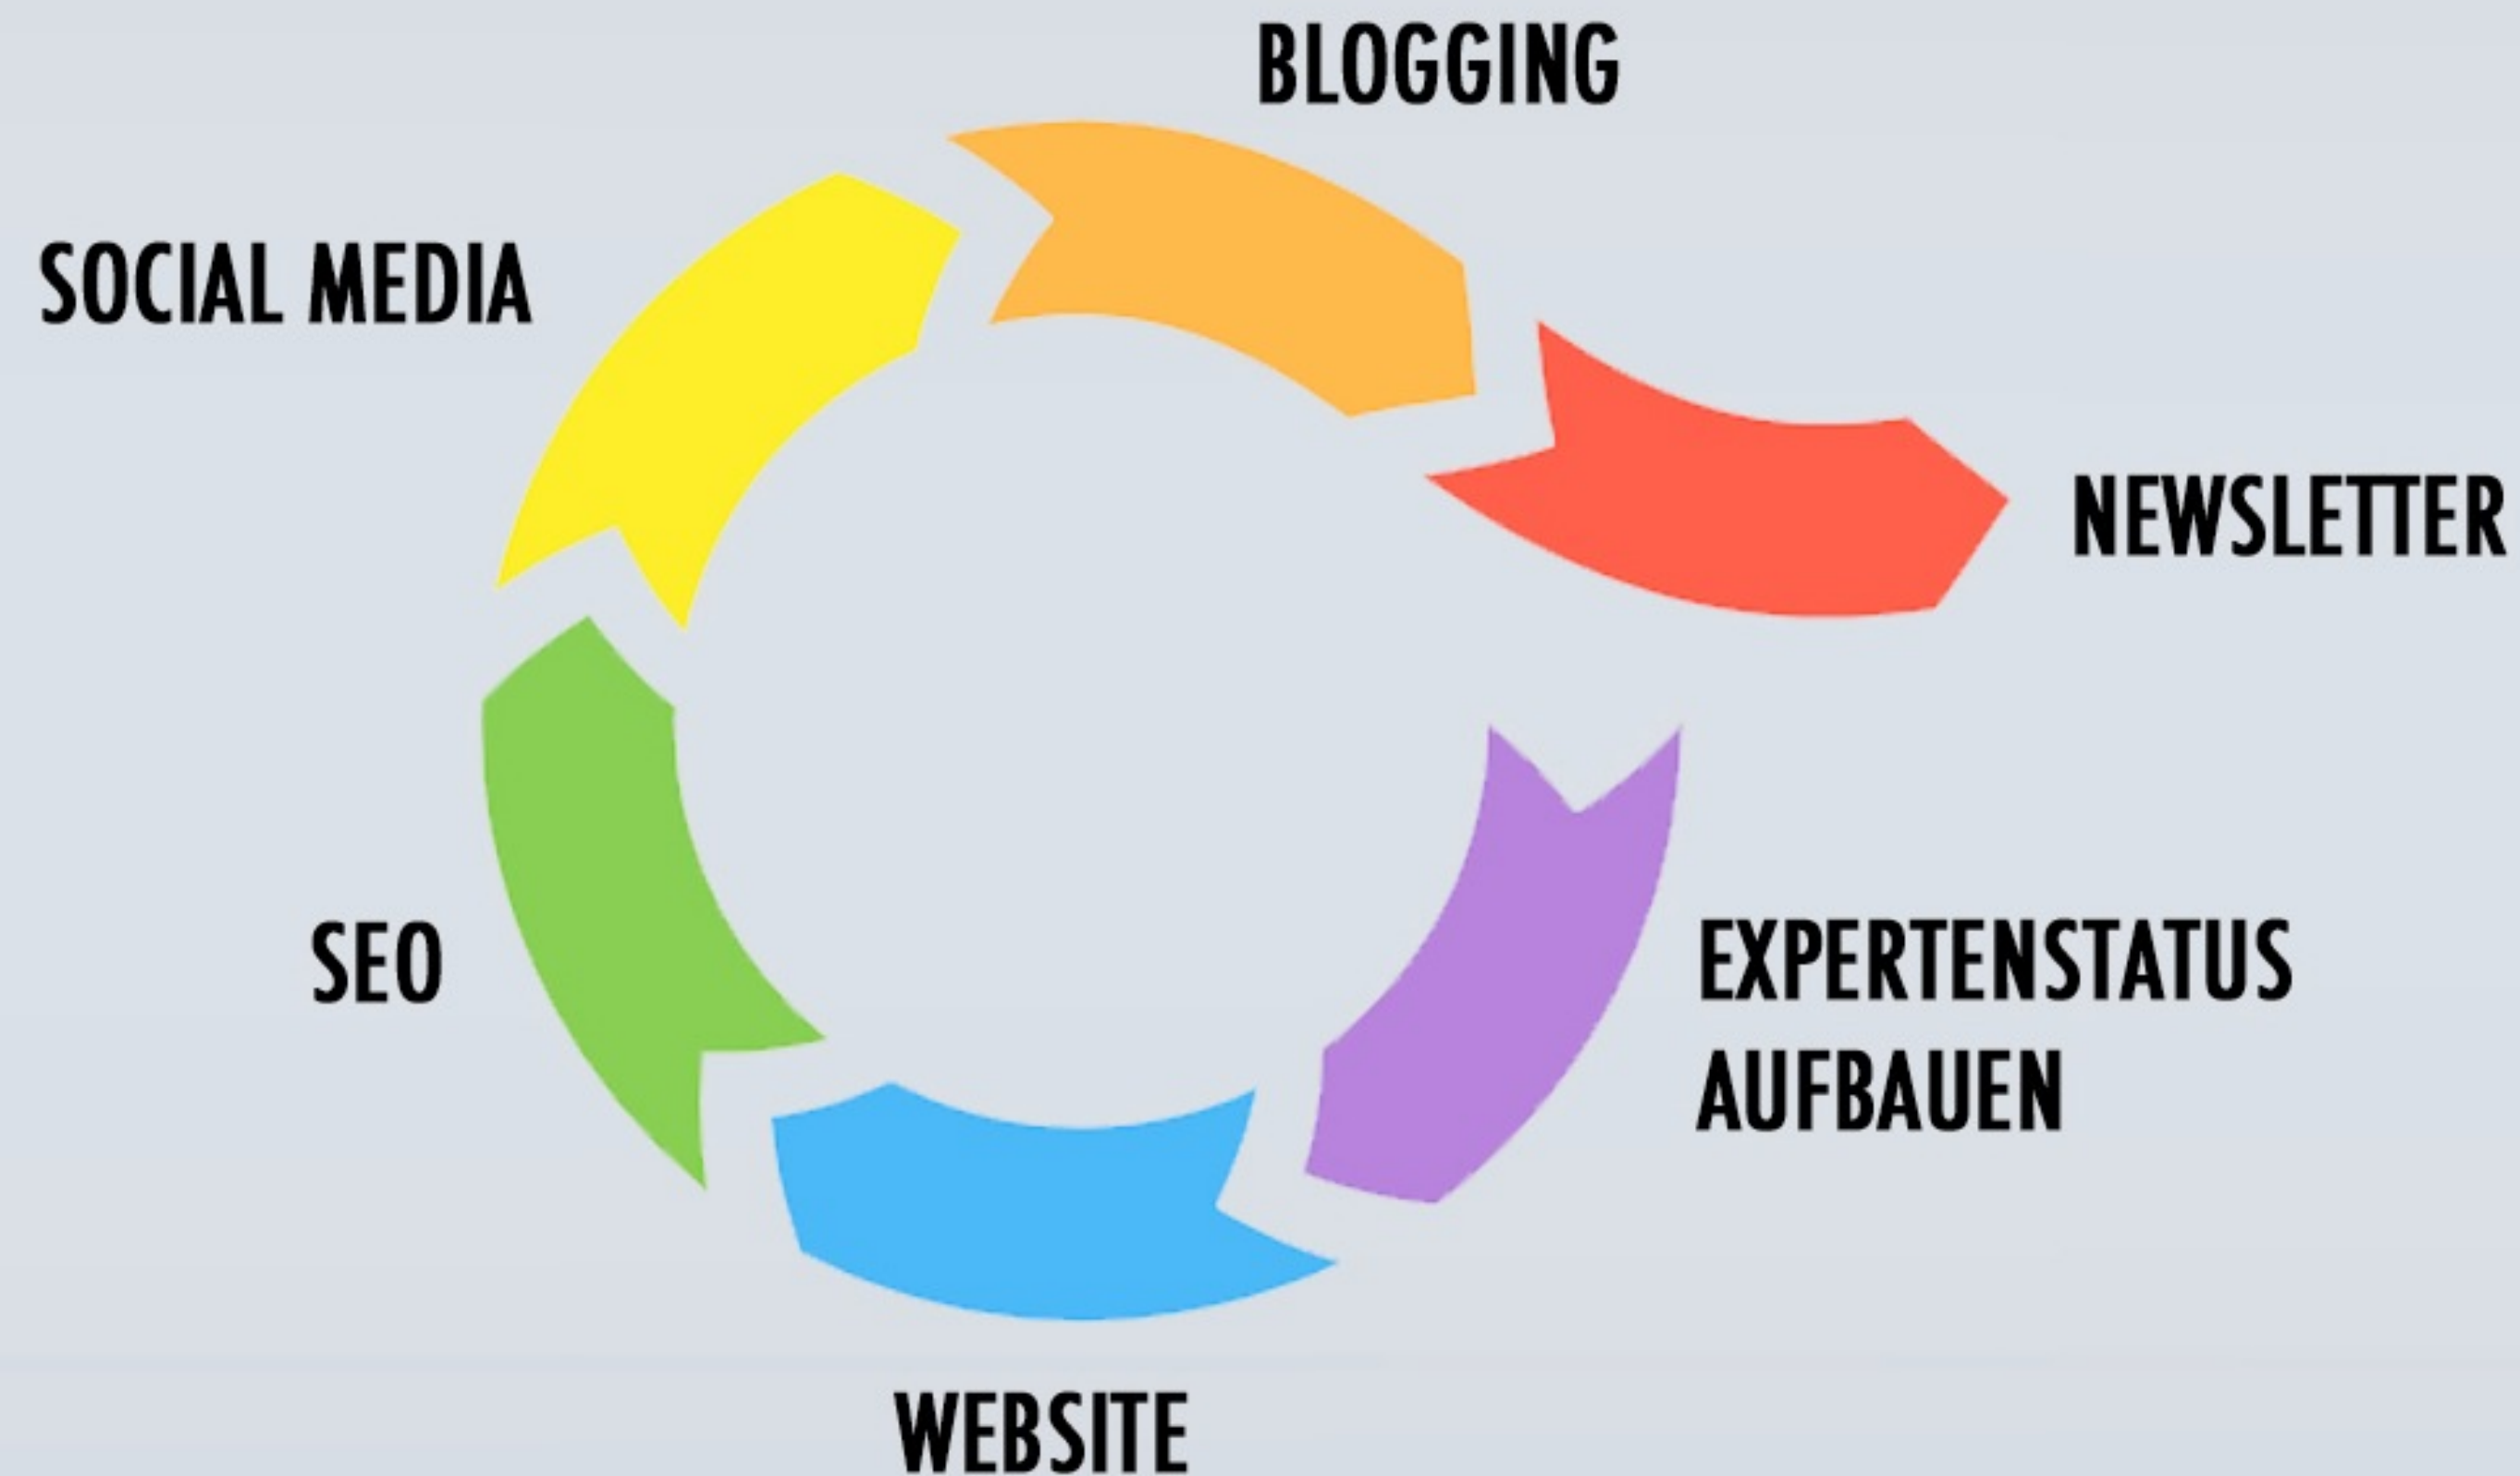 BLOGGING
SOCIAL MEDIA
NEWSLETTER
SEO
EXPERTENSTATUS
AUFBAUEN
WEBSITE